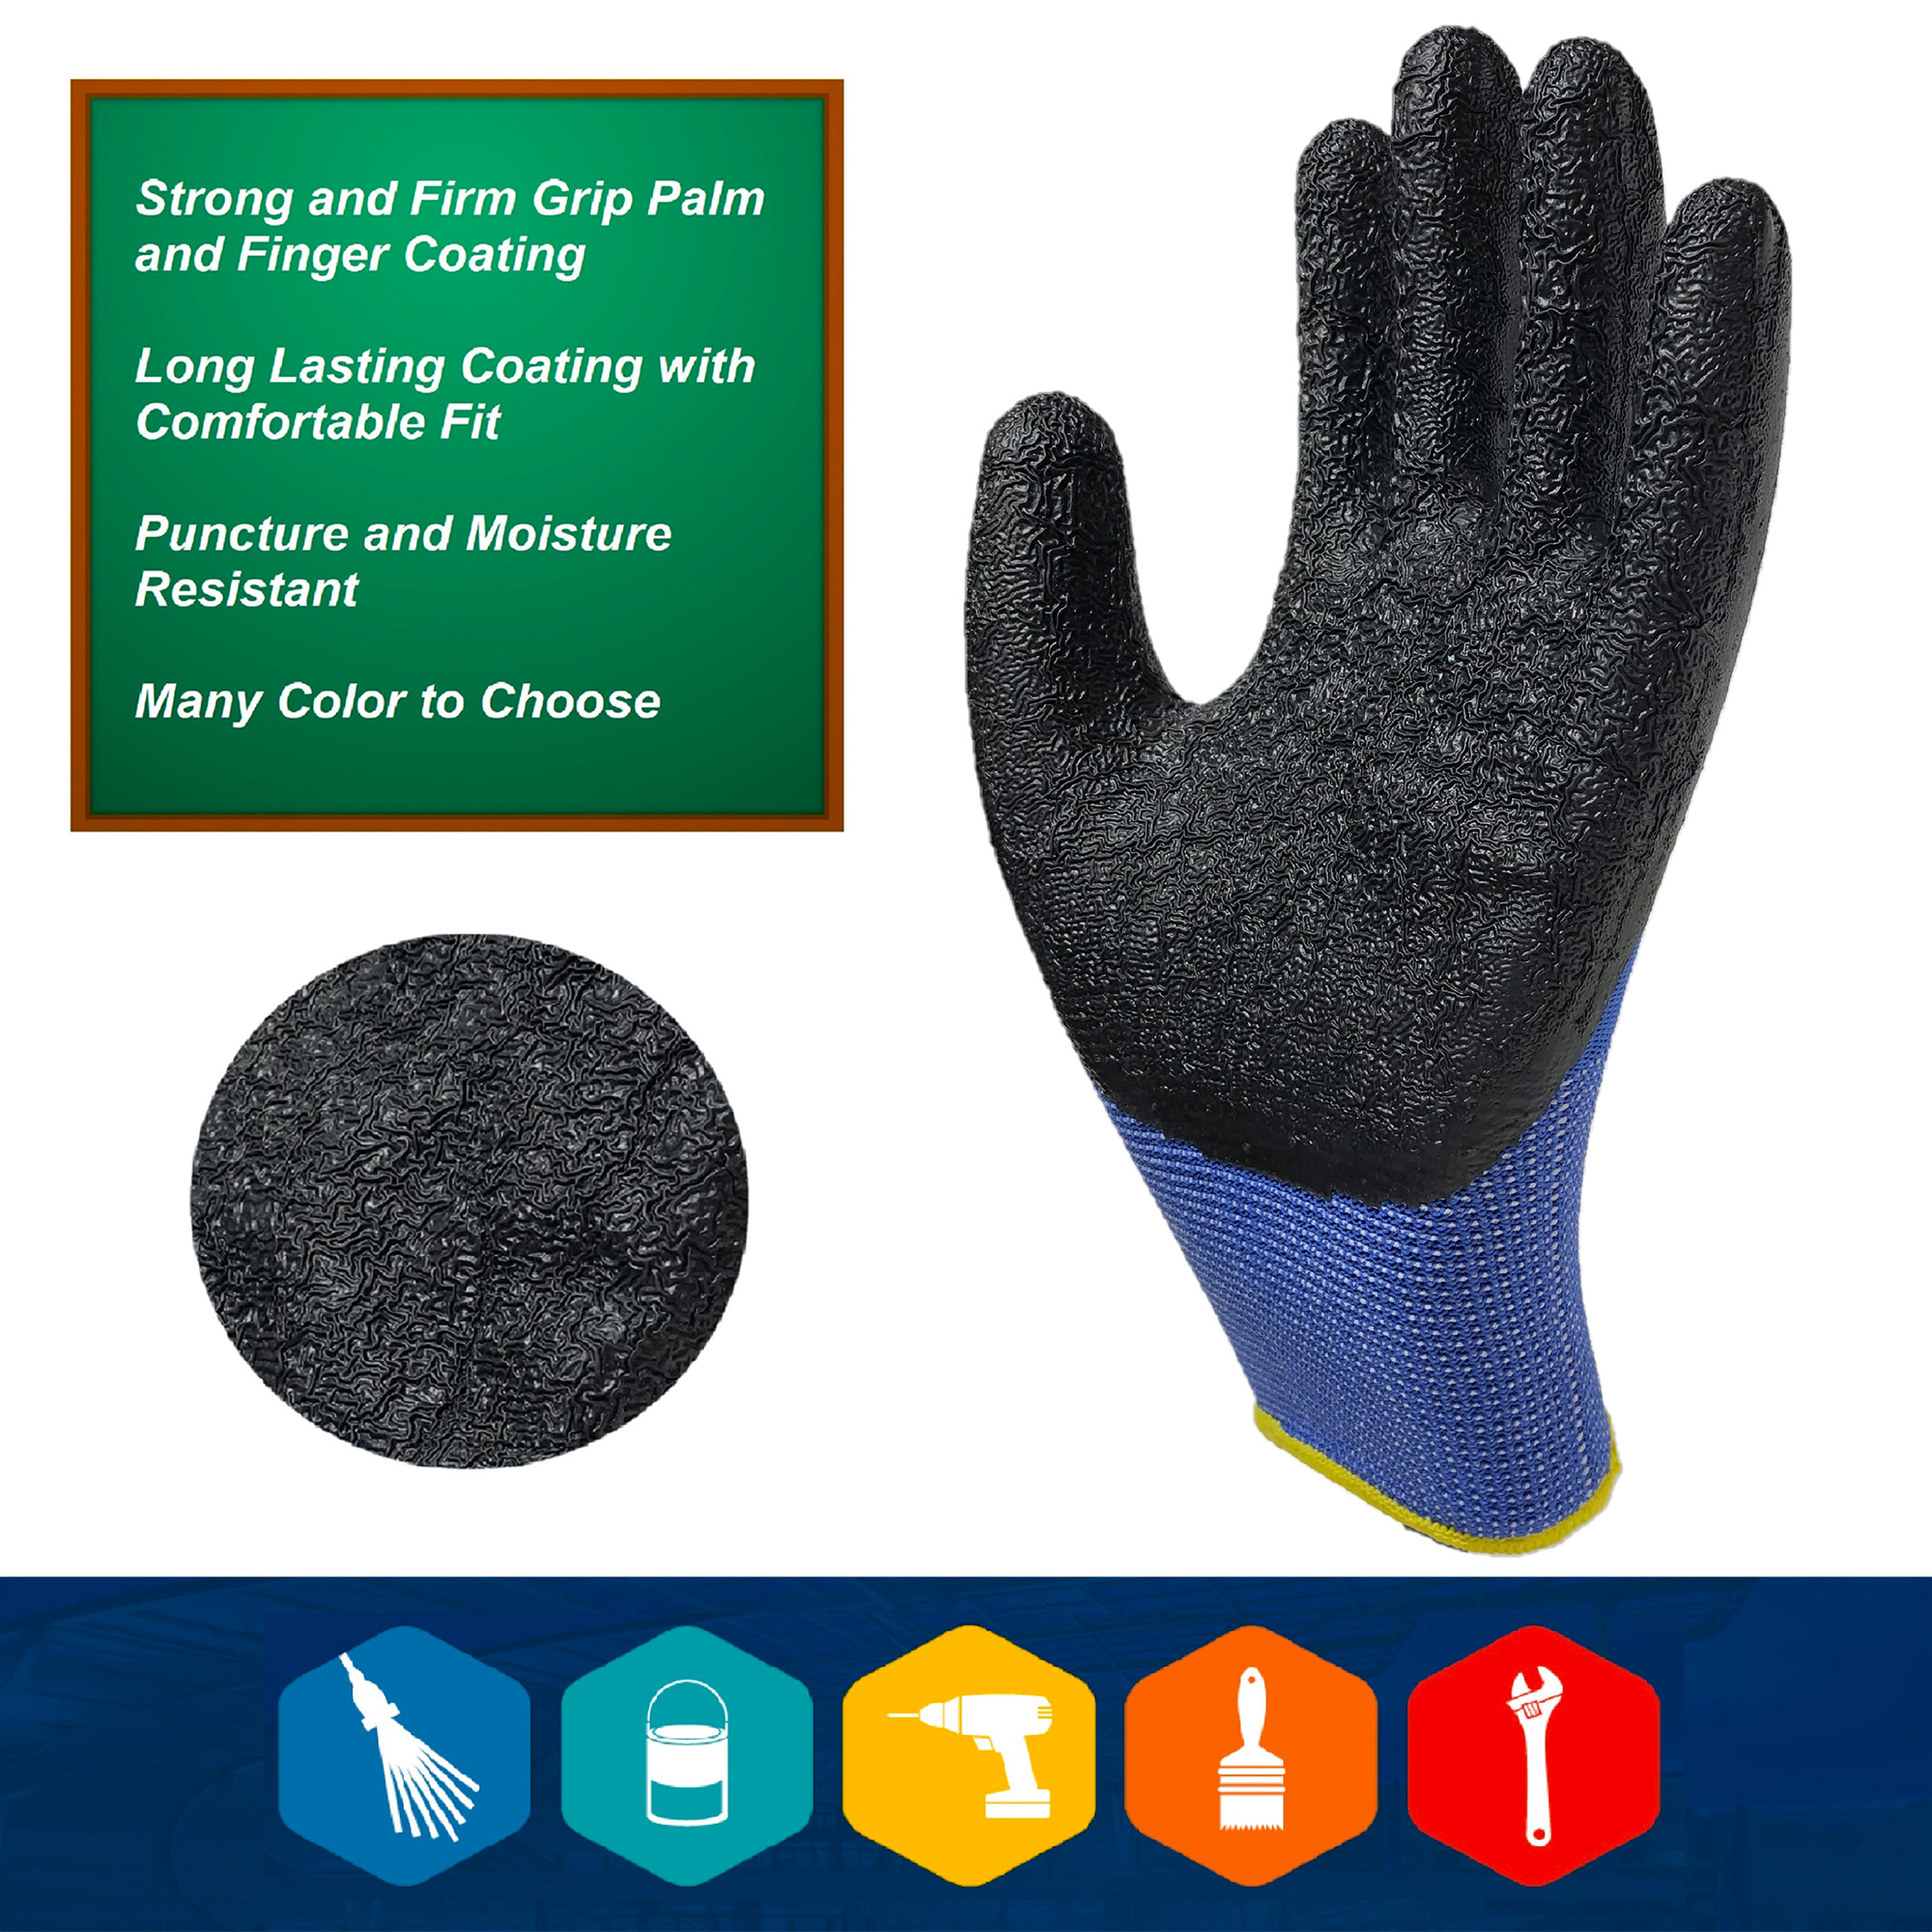 Strong and Firm Grip Palm
and Finger Coating
Long Lasting Coating with
Comfortable Fit
Puncture and Moisture
Resistant
Many Color to Choose